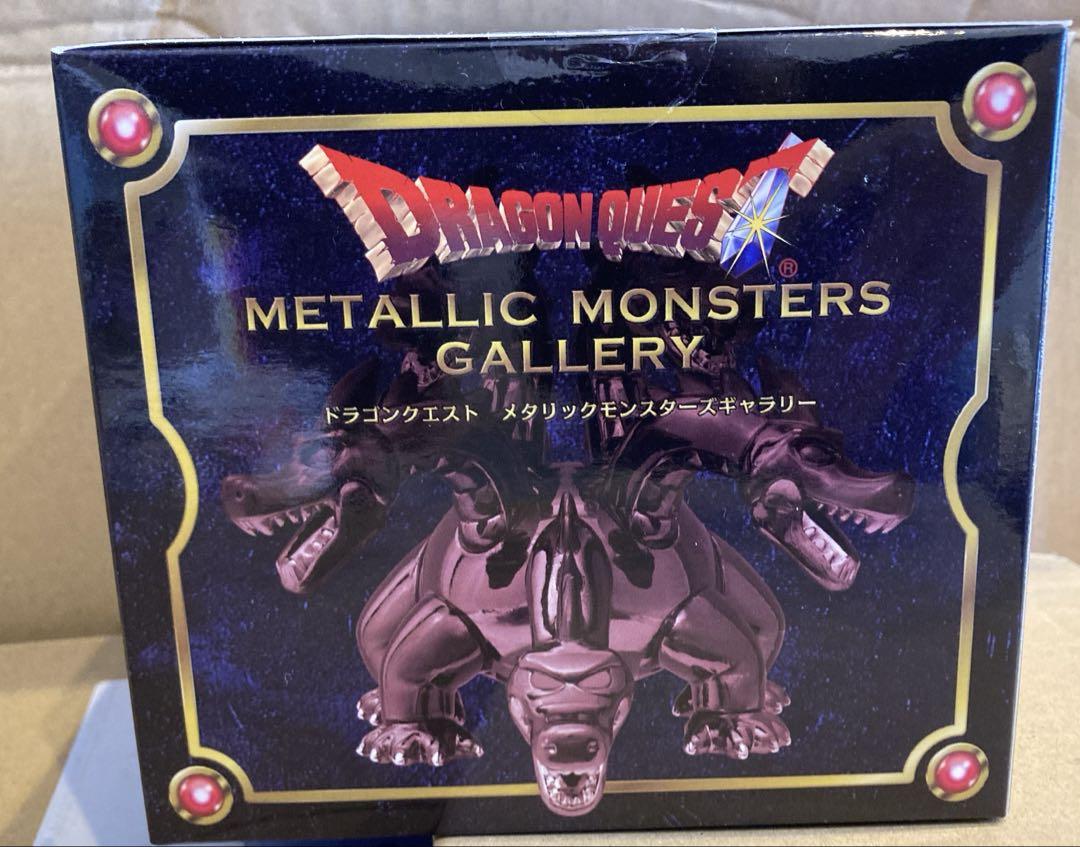 DRAGON QUEST
®
METALLIC MONSTERS
GALLERY
ドラゴンクエスト メタリックモンスターズギャラリー